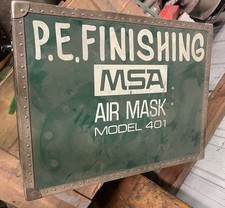 P.E. FINISHING
MSA
AIR MASK
MODEL 401